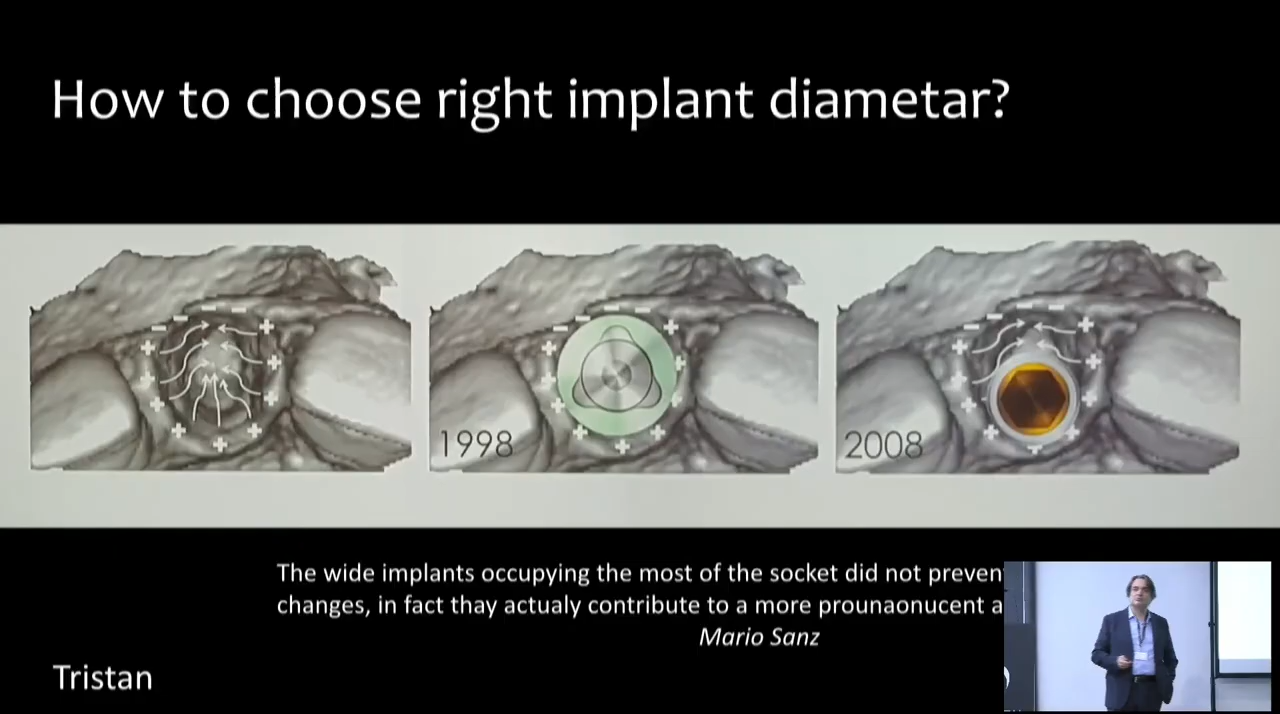 How to choose right implant diametar?
1998
2008
The wide implants occupying the most of the socket did not preven
changes, in fact thay actualy contribute to a more prounaonucent a
Mario Sanz
Tristan